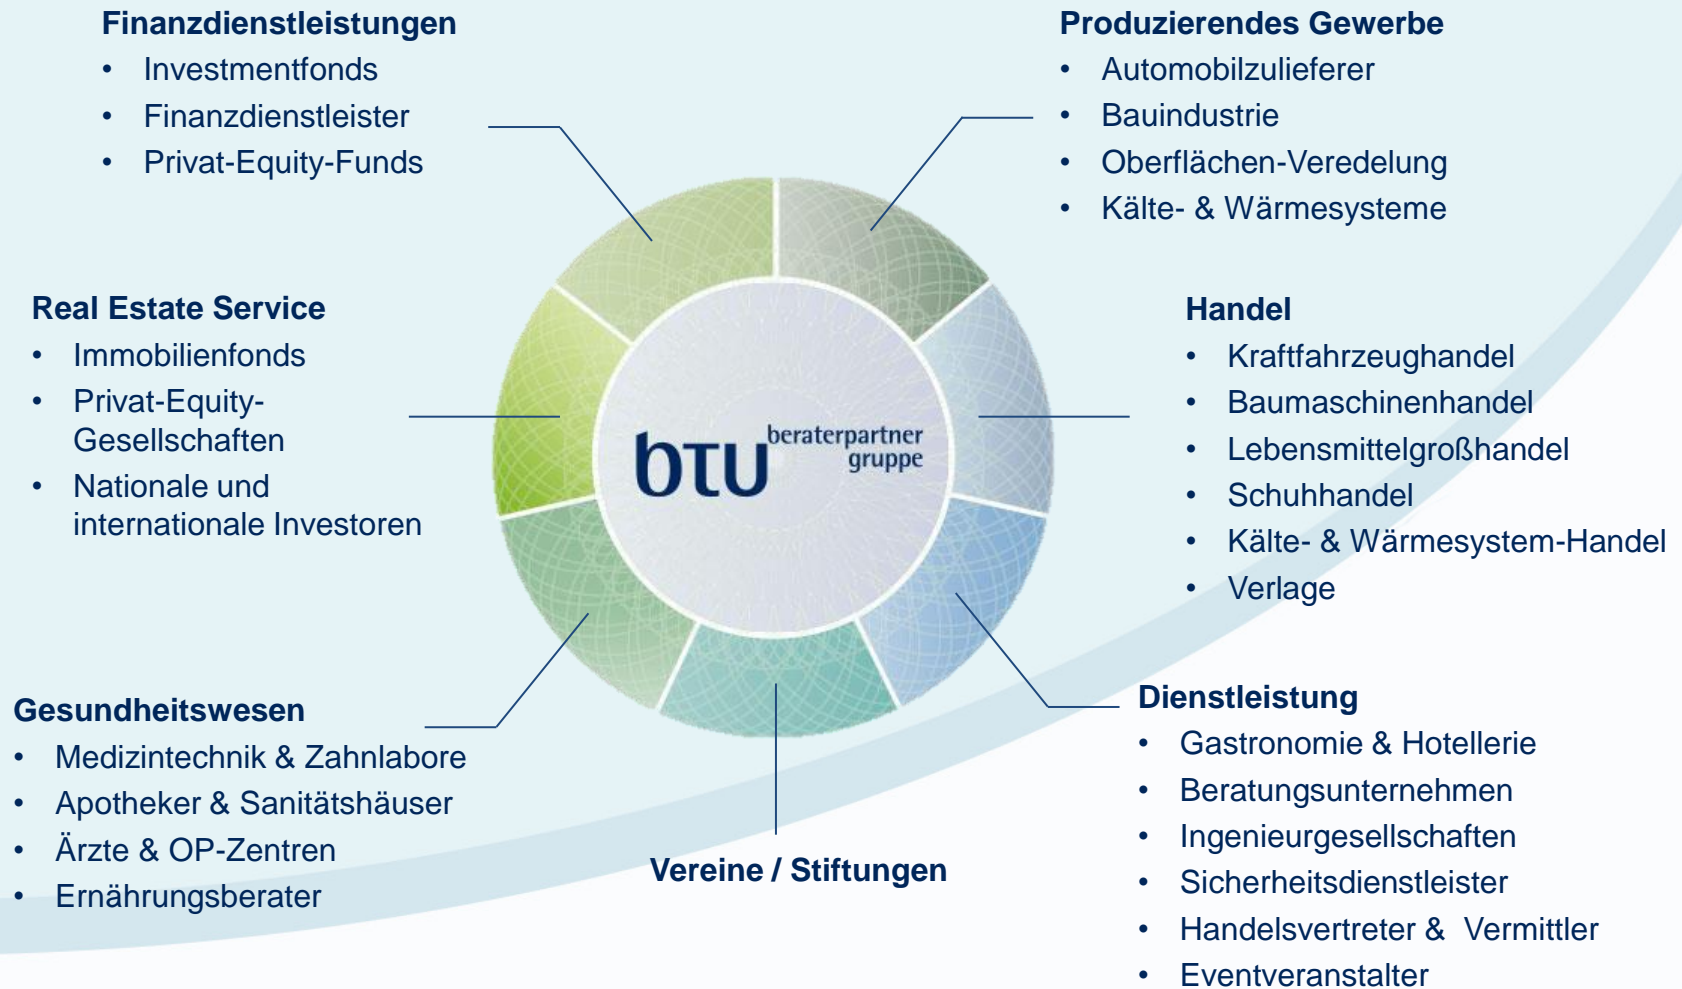 Finanzdienstleistungen
• Investmentfonds
• Finanzdienstleister
• Privat-Equity-Funds
Produzierendes Gewerbe
• Automobilzulieferer
• Bauindustrie
• Oberflächen-Veredelung
• Kälte- & Wärmesysteme
Real Estate Service
• Immobilienfonds
• Privat-Equity-
Gesellschaften
• Nationale und
internationale Investoren
btu beraterpartner
gruppe
Handel
• Kraftfahrzeughandel
• Baumaschinenhandel
• Lebensmittelgroßhandel
• Schuhhandel
• Kälte- & Wärmesystem-Handel
• Verlage
Gesundheitswesen
• Medizintechnik & Zahnlabore
• Apotheker & Sanitätshäuser
• Ärzte & OP-Zentren
• Ernährungsberater
Vereine / Stiftungen
Dienstleistung
• Gastronomie & Hotellerie
• Beratungsunternehmen
• Ingenieurgesellschaften
• Sicherheitsdienstleister
• Handelsvertreter & Vermittler
• Eventveranstalter